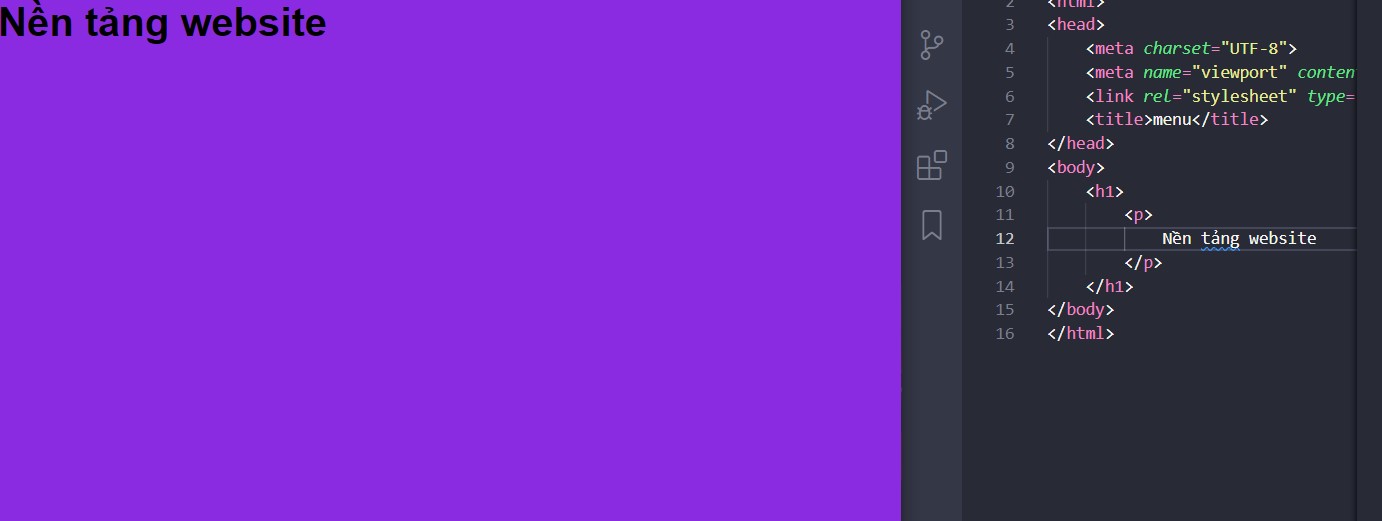 Nền tảng website
2 <html>
3 <head>
4 <meta charset="UTF-8">
5 <meta name="viewport" conten
6 <link rel="stylesheet" type=
7 <title>menu</title>
8 </head>
9 <body>
10 <h1>
11 <p>
12 Nền tảng website
13 </p>
14 </h1>
15 </body>
16 </html>